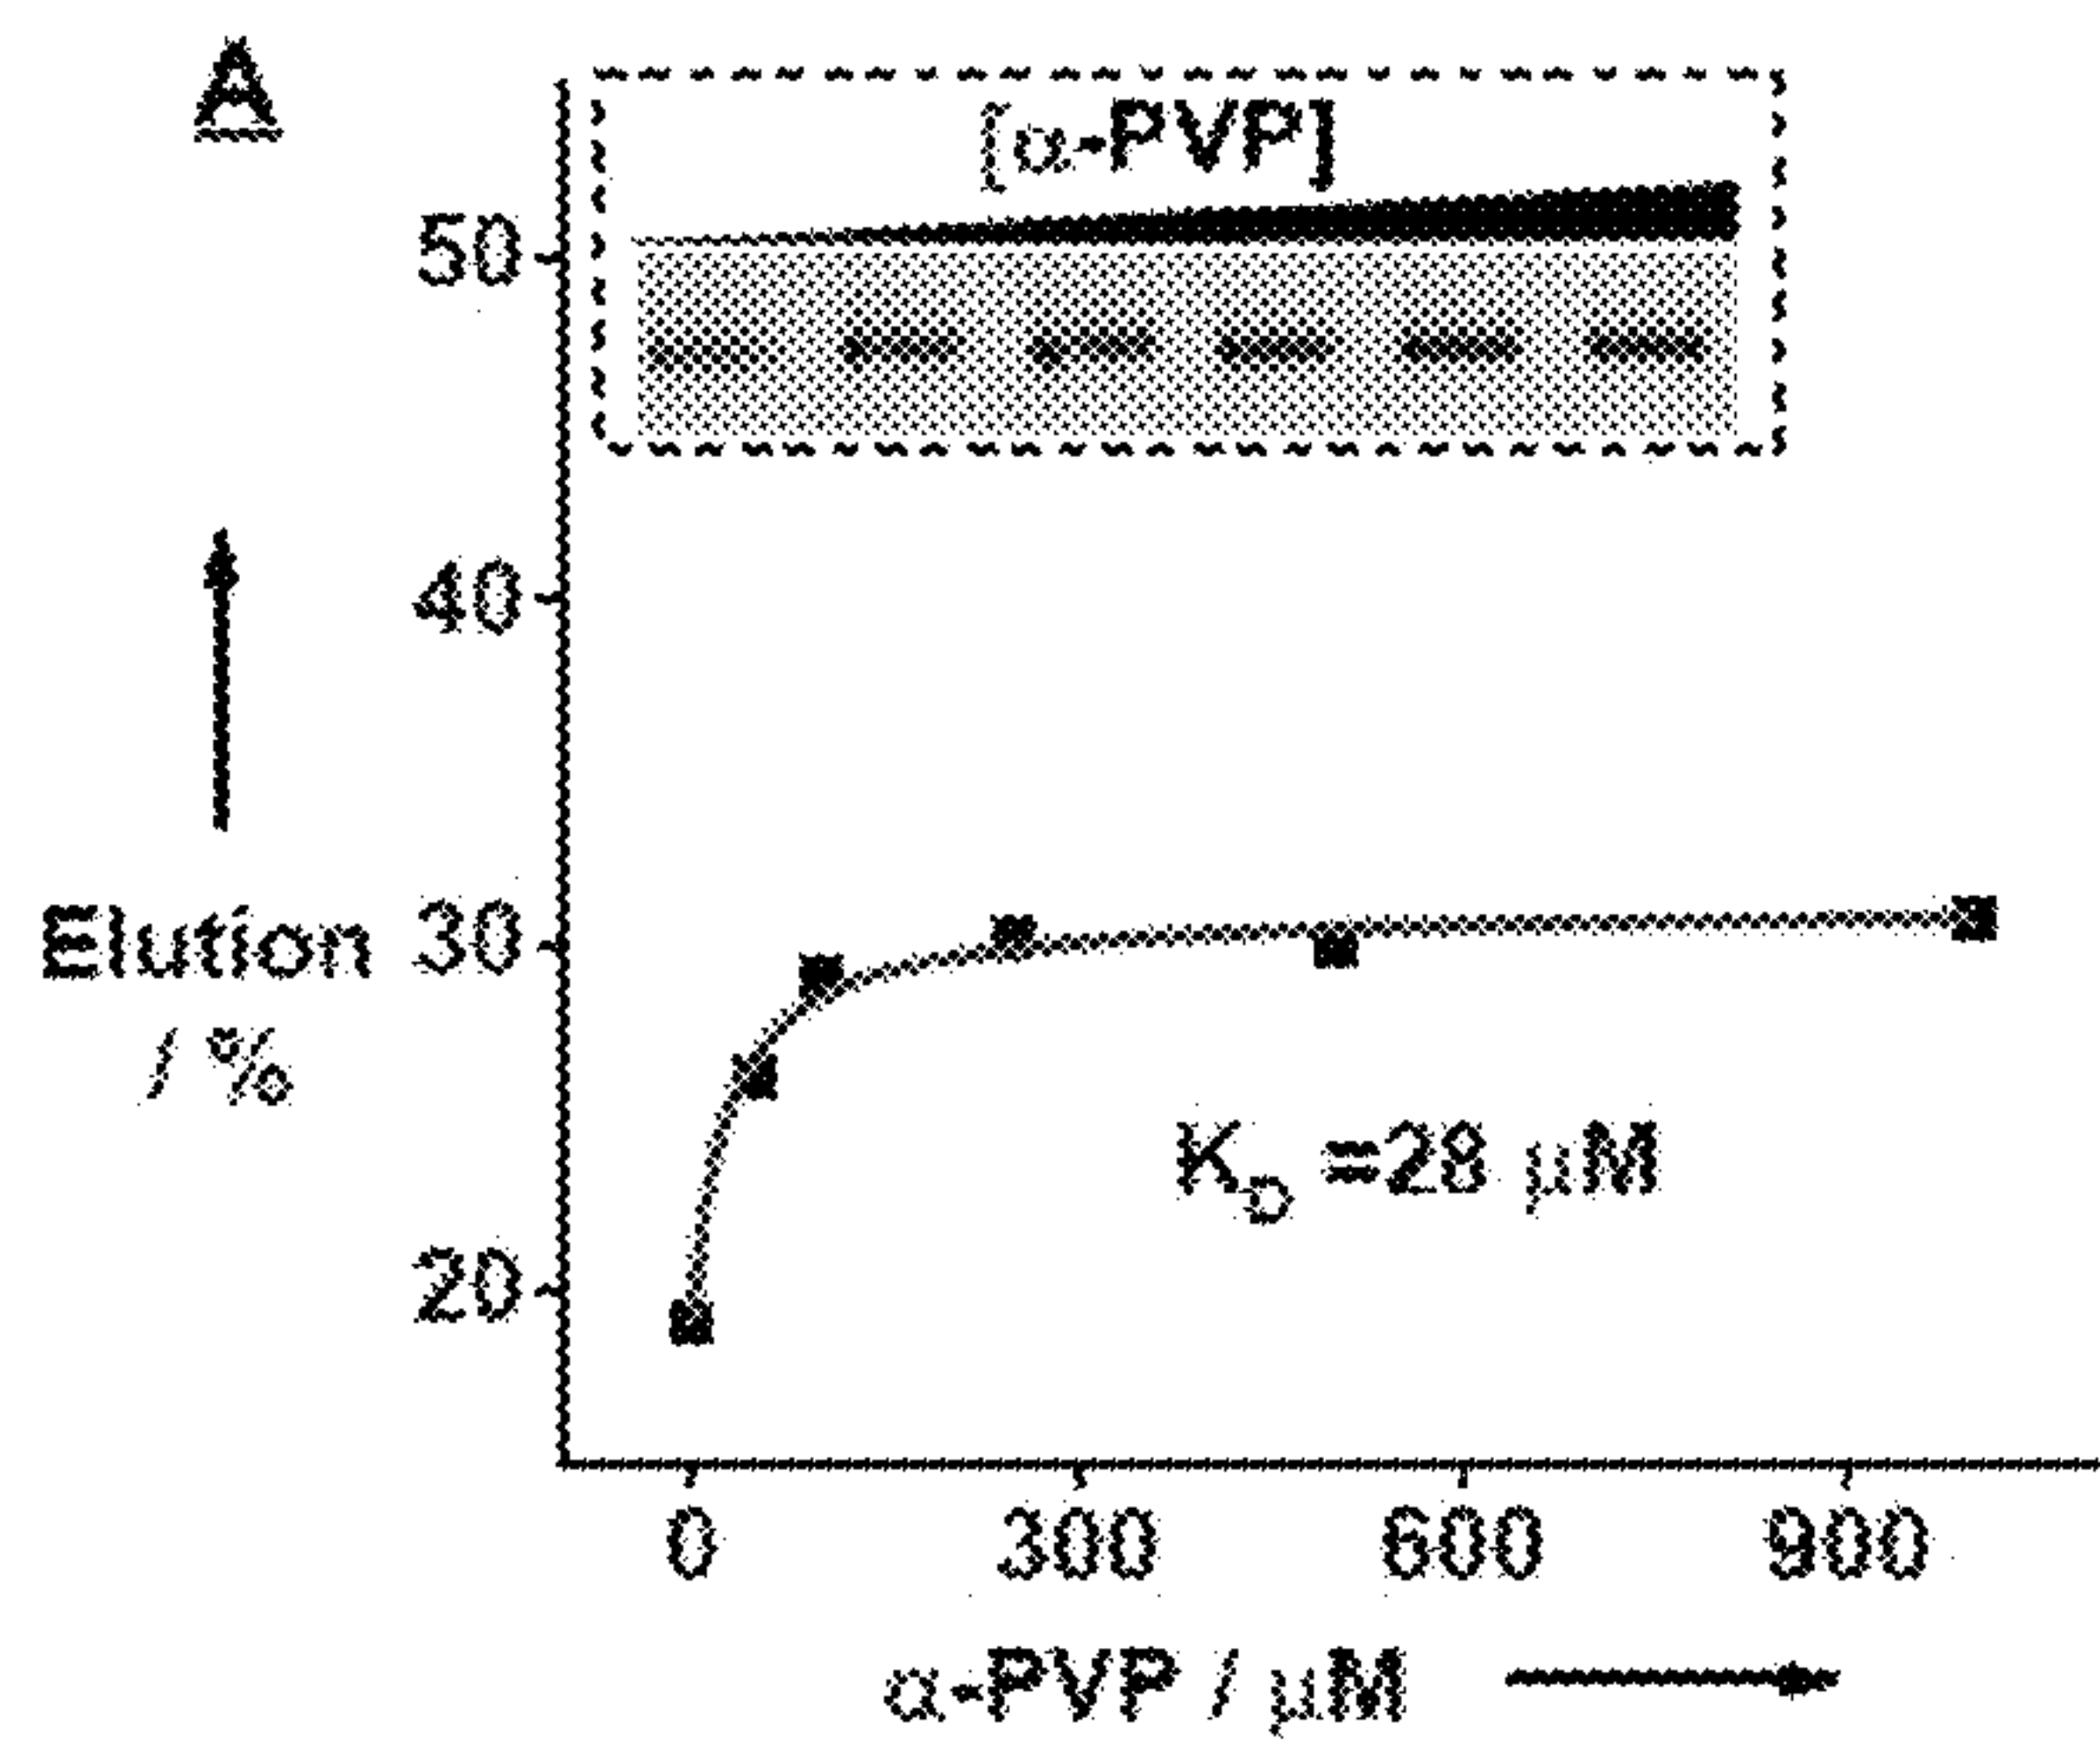 A
[α-PVP]
50
40
Elution 30
/ %
K_D =28 μM
20
0 300 600 900
α-PVP / μM